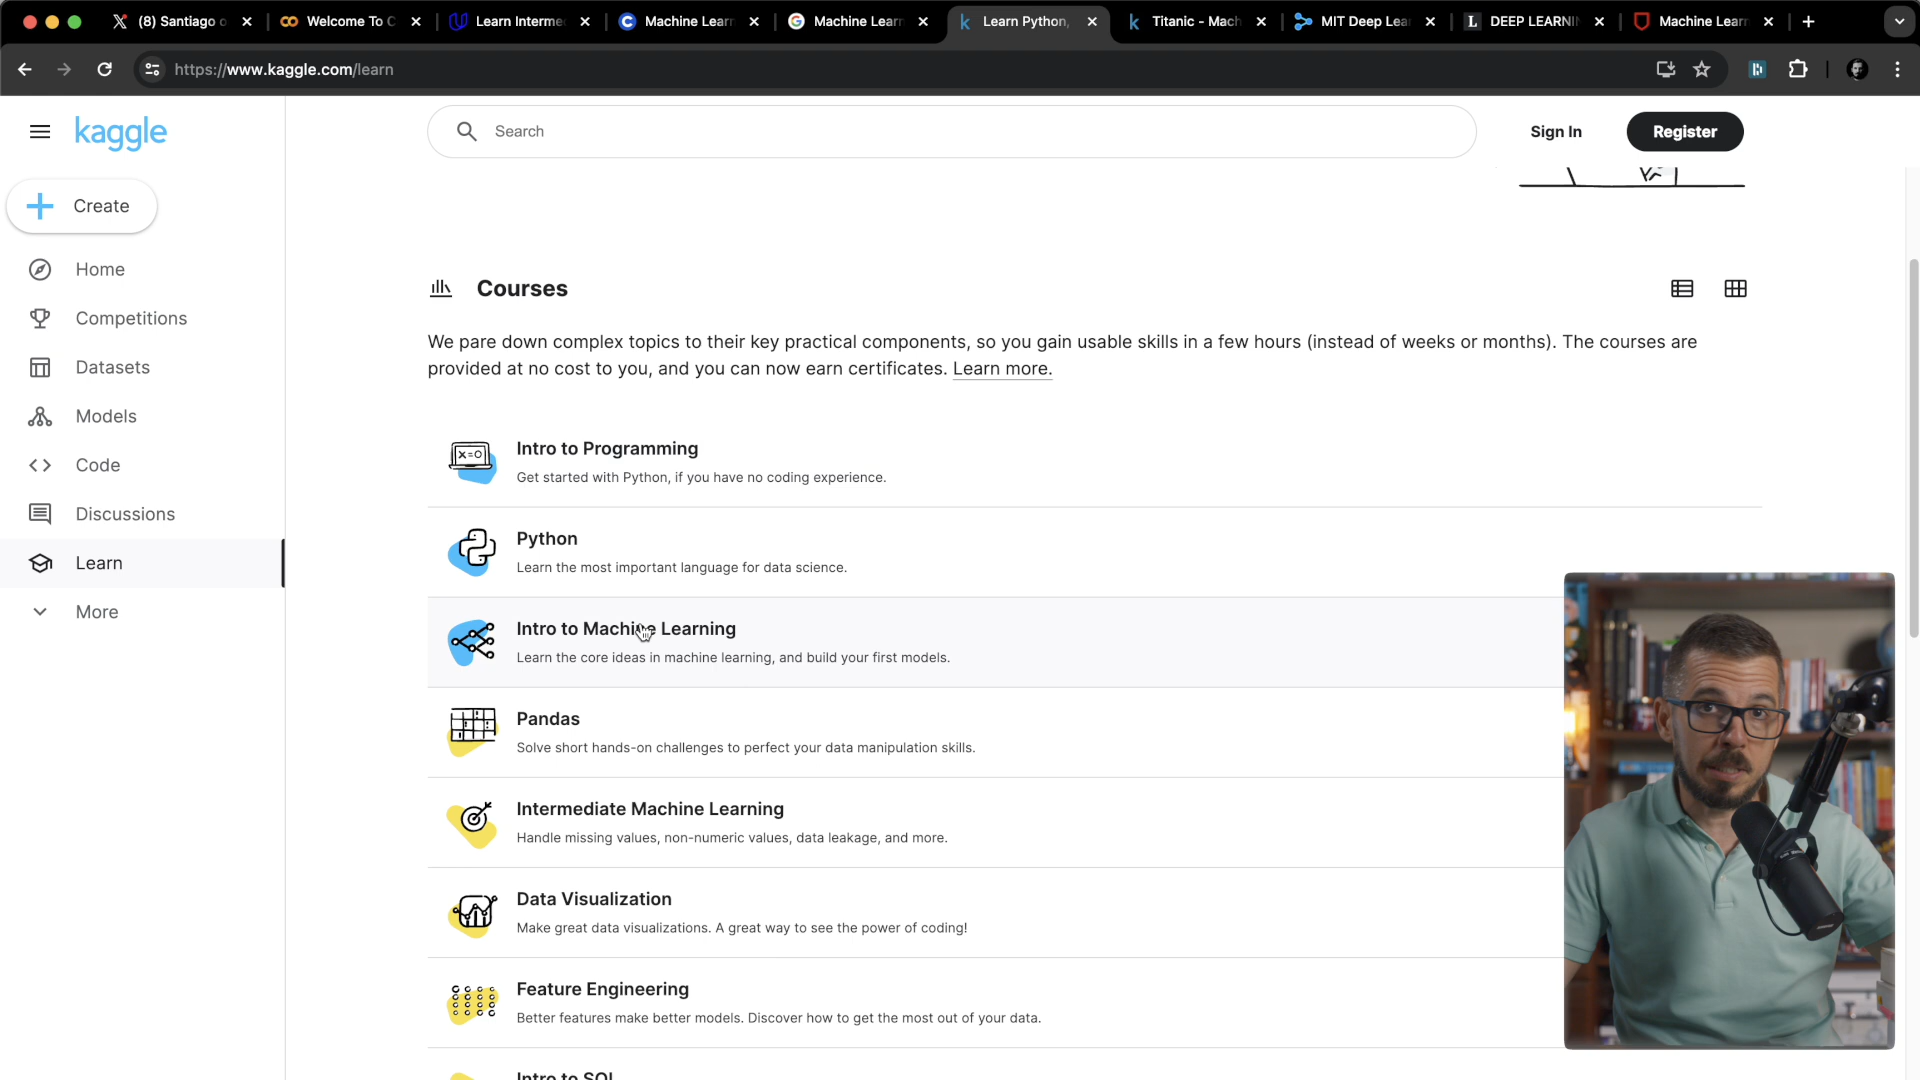 (8) Santiago o
Welcome To C
Learn Interme
Machine Learn
Machine Learn
Learn Python,
Titanic - Mach
MIT Deep Lea
DEEP LEARNI
Machine Learn
https://www.kaggle.com/learn
kaggle
Search
Sign In
Register
Create
Home
Competitions
Datasets
Models
Code
Discussions
Learn
More
Courses
We pare down complex topics to their key practical components, so you gain usable skills in a few hours (instead of weeks or months). The courses are
provided at no cost to you, and you can now earn certificates. Learn more.
Intro to Programming
Get started with Python, if you have no coding experience.
Python
Learn the most important language for data science.
Intro to Machine Learning
Learn the core ideas in machine learning, and build your first models.
Pandas
Solve short hands-on challenges to perfect your data manipulation skills.
Intermediate Machine Learning
Handle missing values, non-numeric values, data leakage, and more.
Data Visualization
Make great data visualizations. A great way to see the power of coding!
Feature Engineering
Better features make better models. Discover how to get the most out of your data.
Intro to SQL